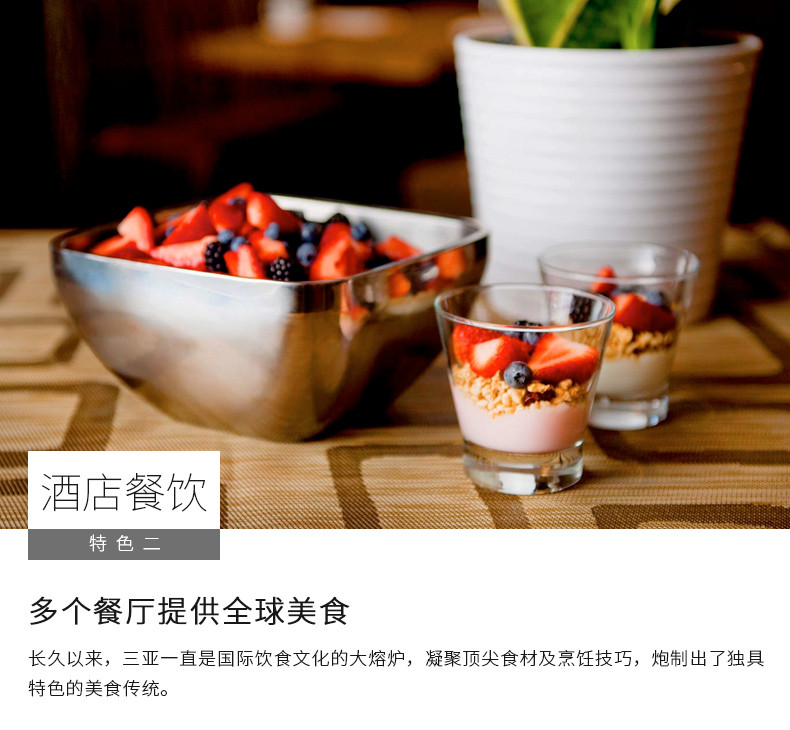 酒店餐饮
特色二
多个餐厅提供全球美食
长久以来，三亚一直是国际饮食文化的大熔炉，凝聚顶尖食材及烹饪技巧，炮制出了独具
特色的美食传统。